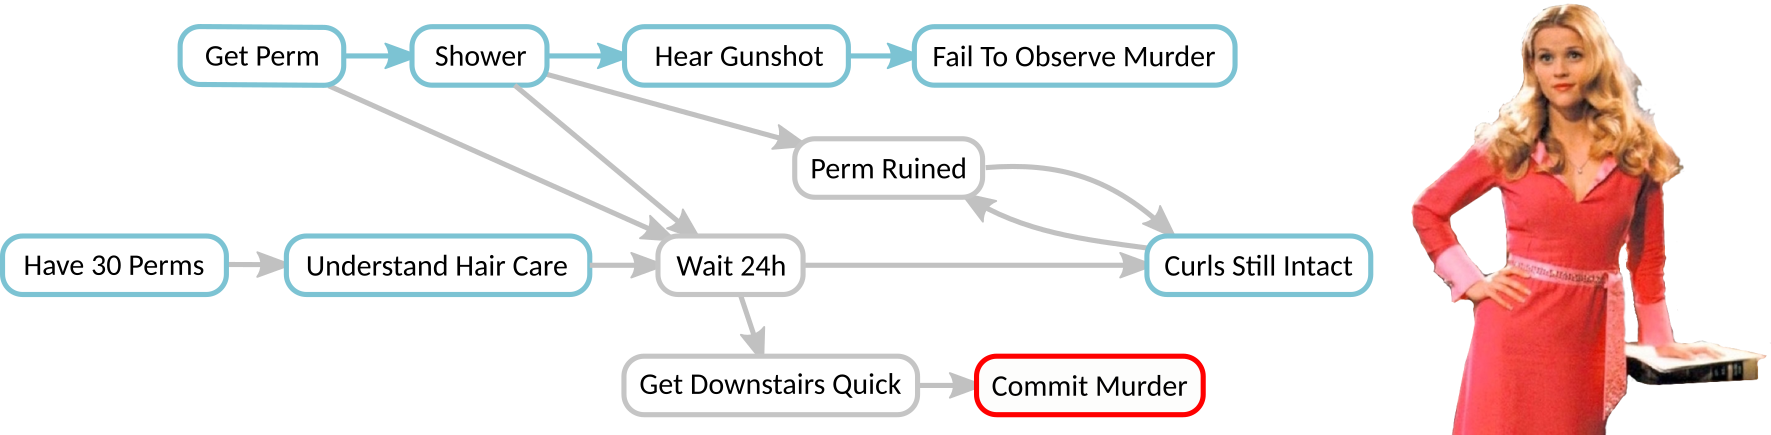 Get Perm
Shower
Hear Gunshot
Fail To Observe Murder
Perm Ruined
Have 30 Perms
Understand Hair Care
Wait 24h
Curls Still Intact
Get Downstairs Quick
Commit Murder